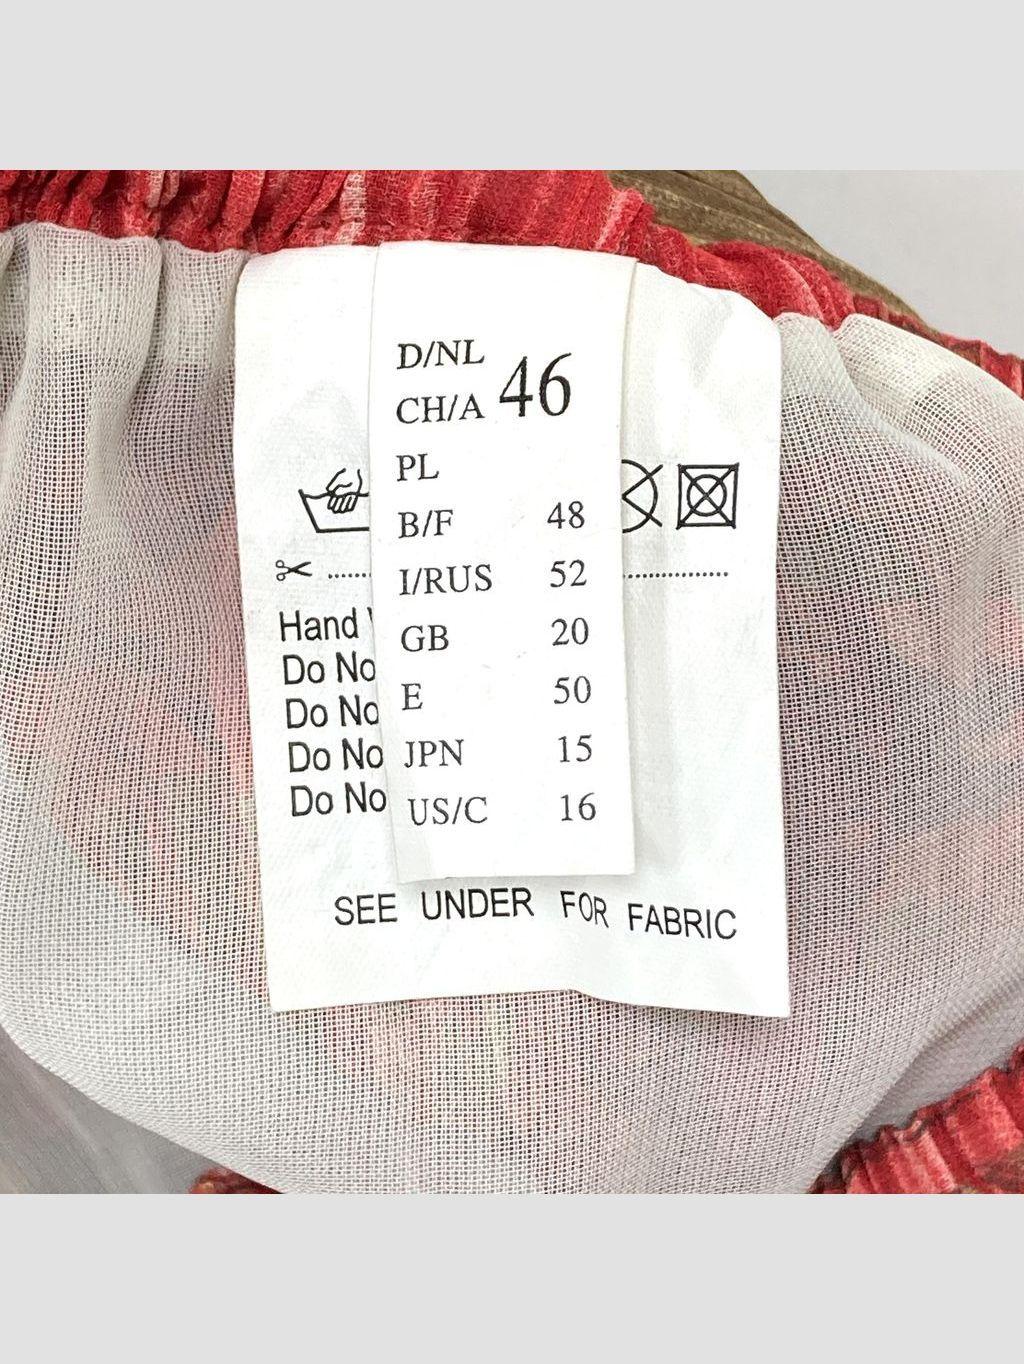 D/NL
CH/A 46
PL
B/F 48
I/RUS 52
GB 20
E 50
JPN 15
US/C 16
Hand
Do No
Do No
Do No
Do No
SEE UNDER FOR FABRIC